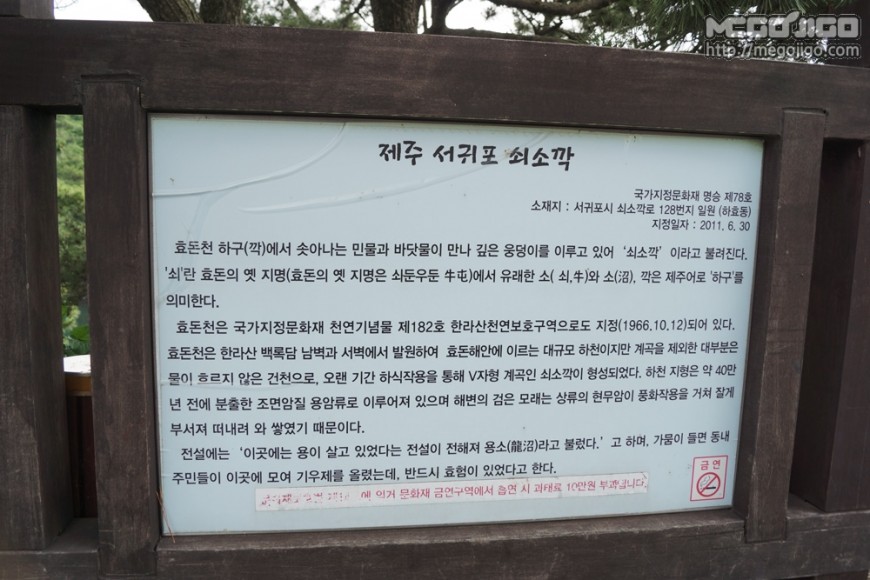 MEGOJIGO
http://megojigo.com
제주 서귀포 쇠소깍
국가지정문화재 명승 제78호
소재지 : 서귀포시 쇠소깍로 128번지 일원 (하효동)
지정일자 : 2011. 6. 30
효돈천 하구(깍)에서 솟아나는 민물과 바닷물이 만나 깊은 웅덩이를 이루고 있어 ‘쇠소깍’ 이라고 불려진다.
'쇠'란 효돈의 옛 지명(효돈의 옛 지명은 쇠둔우둔 牛屯)에서 유래한 소( 쇠,牛)와 소(沼), 깍은 제주어로 '하구'를
의미한다.
효돈천은 국가지정문화재 천연기념물 제182호 한라산천연보호구역으로도 지정(1966.10.12)되어 있다.
효돈천은 한라산 백록담 남벽과 서벽에서 발원하여 효돈해안에 이르는 대규모 하천이지만 계곡을 제외한 대부분은
물이 흐르지 않은 건천으로, 오랜 기간 하식작용을 통해 V자형 계곡인 쇠소깍이 형성되었다. 하천 지형은 약 40만
년 전에 분출한 조면암질 용암류로 이루어져 있으며 해변의 검은 모래는 상류의 현무암이 풍화작용을 거쳐 잘게
부서져 떠내려 와 쌓였기 때문이다.
전설에는 ‘이곳에는 용이 살고 있었다는 전설이 전해져 용소(龍沼)라고 불렀다.’ 고 하며, 가뭄이 들면 동네
주민들이 이곳에 모여 기우제를 올렸는데, 반드시 효험이 있었다고 한다.
에 의거 문화재 금연구역에서 흡연 시 과태료 10만원 부과됩니다.
금연